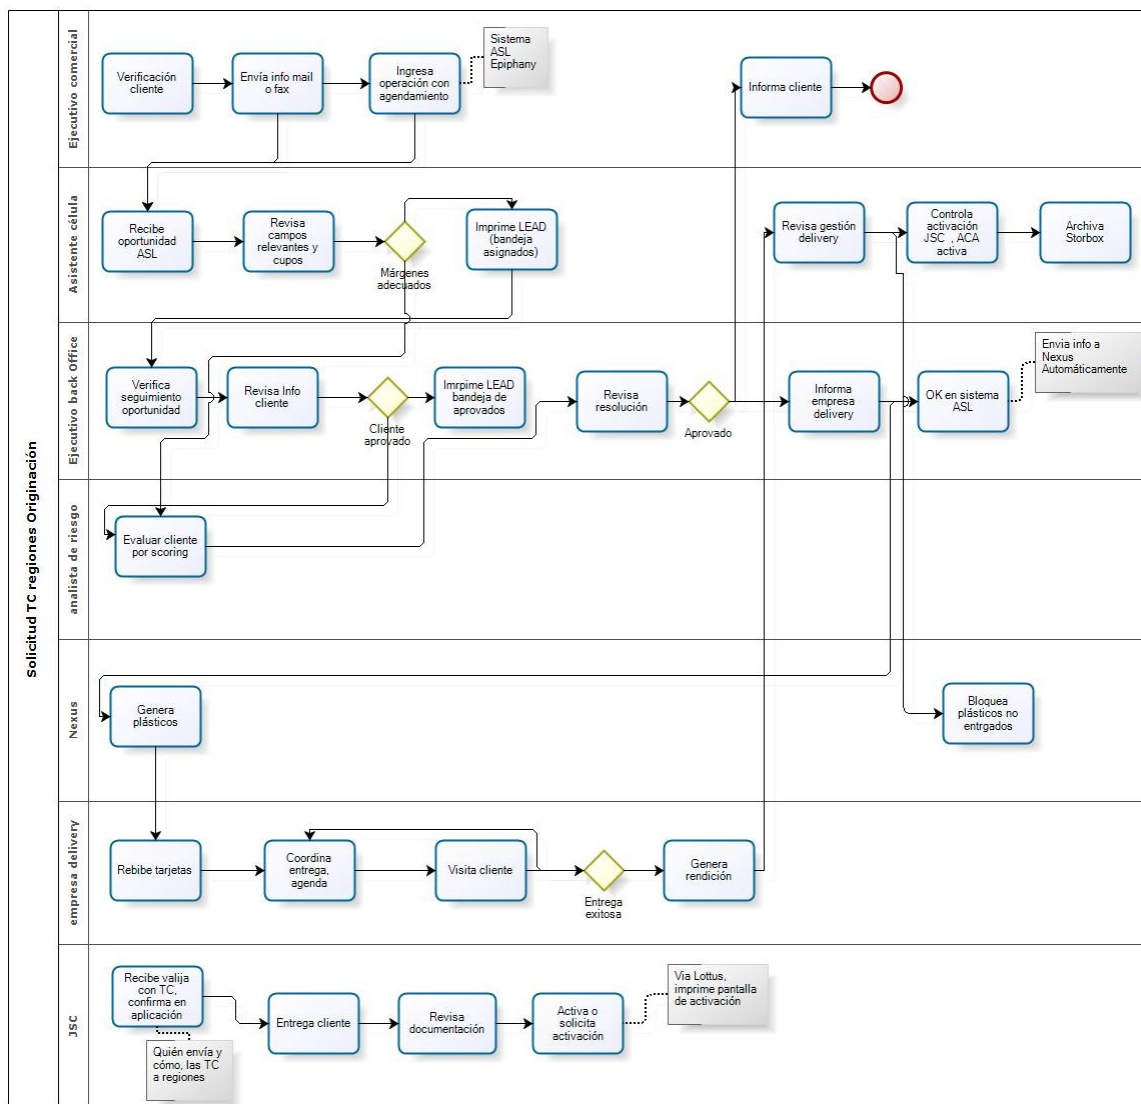 Solicitud TC regiones Originación
Ejecutivo comercial
Verificación
cliente
Envía info mail
o fax
Ingresa
operación con
agendamiento
Sistema
ASL
Epiphany
Informa cliente
Asistente célula
Recibe
oportunidad
ASL
Revisa
campos
relevantes y
cupos
Márgenes
adecuados
Imprime LEAD
(bandeja
asignados)
Revisa gestión
delivery
Controla
activación
JSC , ACA
activa
Archiva
Storbox
Ejecutivo back Office
Verifica
seguimiento
oportunidad
Revisa Info
cliente
Cliente
aprovado
Imrpime LEAD
bandeja de
aprovados
Revisa
resolución
Aprovado
Informa
empresa
delivery
OK en sistema
ASL
Envia info a
Nexus
Automáticamente
analista de riesgo
Evaluar cliente
por scoring
Nexus
Genera
plásticos
Bloquea
plásticos no
entrgados
empresa delivery
Rebibe tarjetas
Coordina
entrega,
agenda
Visita cliente
Entrega
exitosa
Genera
rendición
JSC
Recibe valija
con TC,
confirma en
aplicación
Quién envía y
cómo, las TC
a regiones
Entrega cliente
Revisa
documentación
Activa o
solicita
activación
Via Lottus,
imprime pantalla
de activación